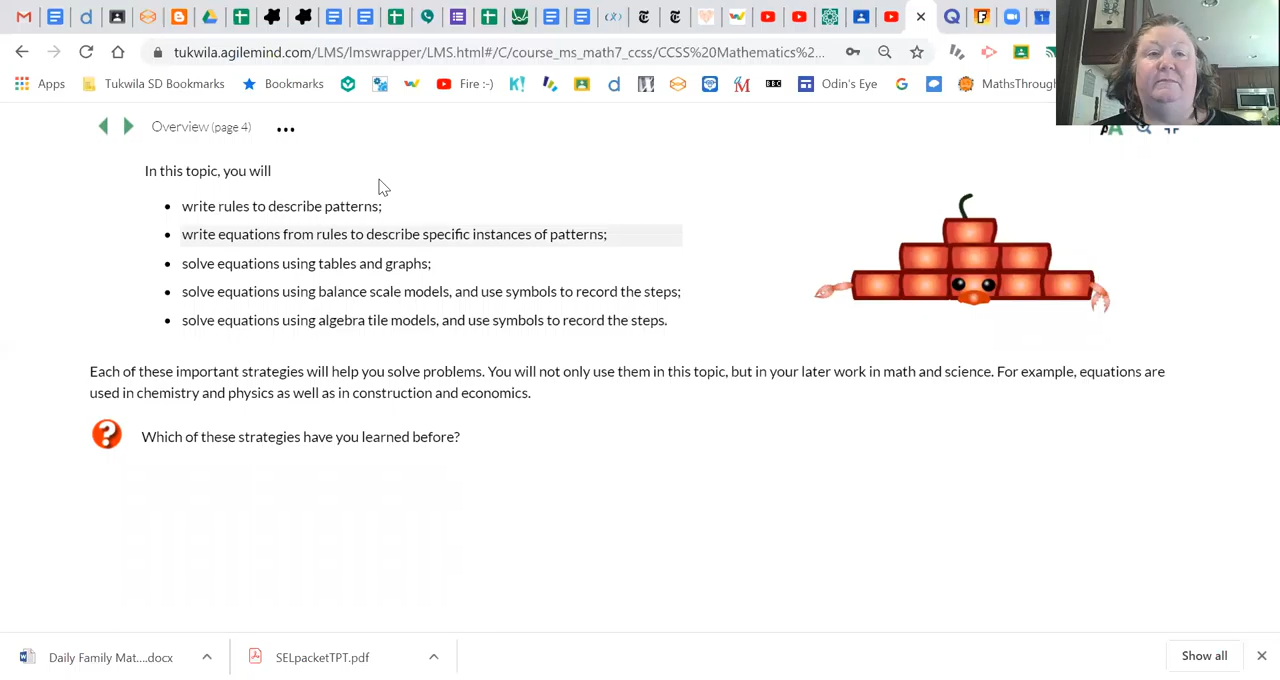 tukwila.agilemind.com/LMS/lmswrapper/LMS.html#/C/course_ms_math7_ccss/CCSS%20Mathematics%2...
Apps Tukwila SD Bookmarks Bookmarks Fire :-) K! BBC Odin's Eye MathsThrough
Overview (page 4) ...
In this topic, you will
• write rules to describe patterns;
• write equations from rules to describe specific instances of patterns;
• solve equations using tables and graphs;
• solve equations using balance scale models, and use symbols to record the steps;
• solve equations using algebra tile models, and use symbols to record the steps.
Each of these important strategies will help you solve problems. You will not only use them in this topic, but in your later work in math and science. For example, equations are
used in chemistry and physics as well as in construction and economics.
? Which of these strategies have you learned before?
Daily Family Mat....docx SELpacketTPT.pdf Show all